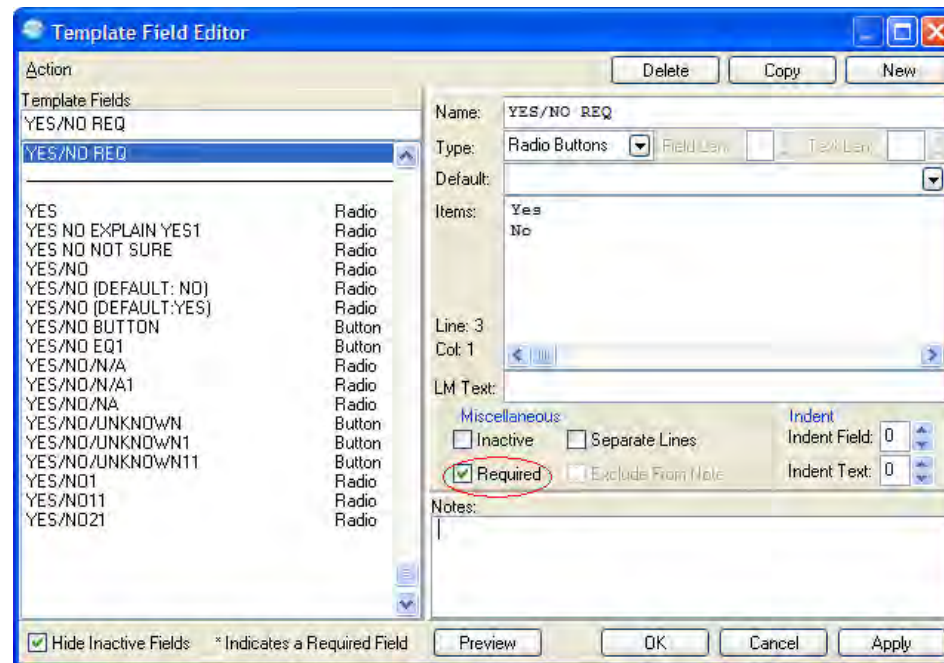 Template Field Editor
Action
Delete
Copy
New
Template Fields
YES/NO REQ
YES/NO REQ
YES Radio
YES NO EXPLAIN YES1 Radio
YES NO NOT SURE Radio
YES/NO Radio
YES/NO (DEFAULT: NO) Radio
YES/NO (DEFAULT:YES) Radio
YES/NO BUTTON Button
YES/NO EQ1 Button
YES/NO/N/A Radio
YES/NO/N/A1 Radio
YES/NO/NA Radio
YES/NO/UNKNOWN Button
YES/NO/UNKNOWN1 Button
YES/NO/UNKNOWN11 Button
YES/NO1 Radio
YES/NO11 Radio
YES/NO21 Radio
Name: YES/NO REQ
Type: Radio Buttons Field Len: Text Len:
Default:
Items: Yes
No
Line: 3
Col: 1
LM Text:
Miscellaneous
Inactive
Separate Lines
Required
Exclude From Note
Indent
Indent Field: 0
Indent Text: 0
Notes:
Hide Inactive Fields
* Indicates a Required Field
Preview
OK
Cancel
Apply